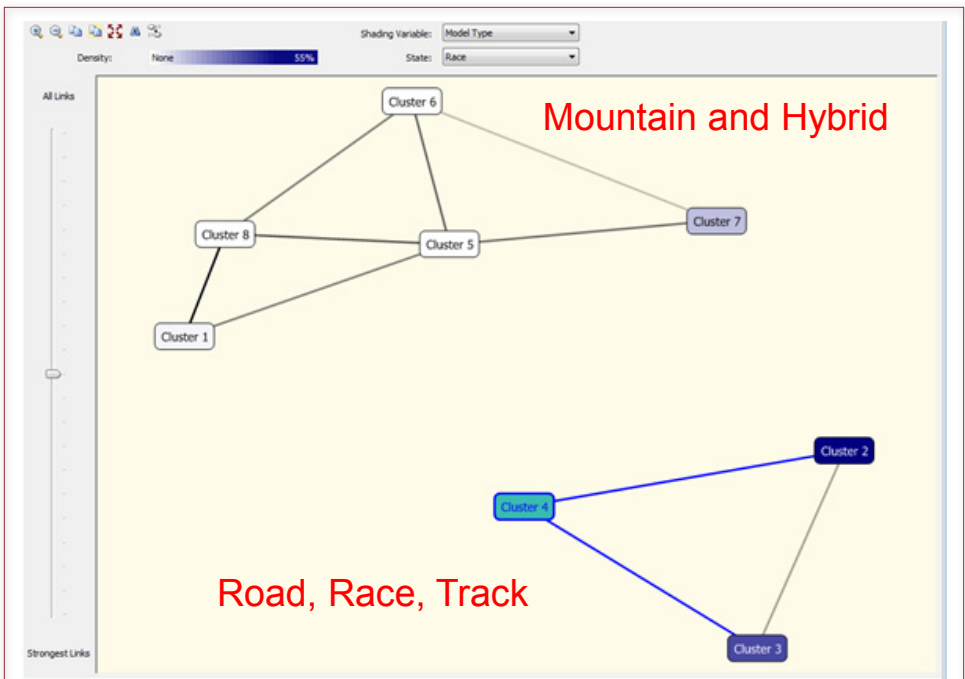 Shading Variable: Model Type
Density: None 55% State: Race
All Links
Cluster 6
Mountain and Hybrid
Cluster 7
Cluster 8
Cluster 5
Cluster 1
Cluster 2
Cluster 4
Road, Race, Track
Cluster 3
Strongest Links